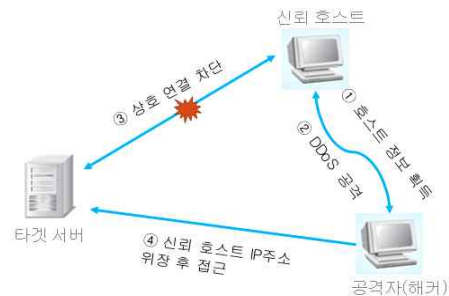 신뢰 호스트
③ 상호 연결 차단
① 호스트 정보 획득
② DDoS 공격
타겟 서버
④ 신뢰 호스트 IP주소
위장 후 접근
공격자(해커)